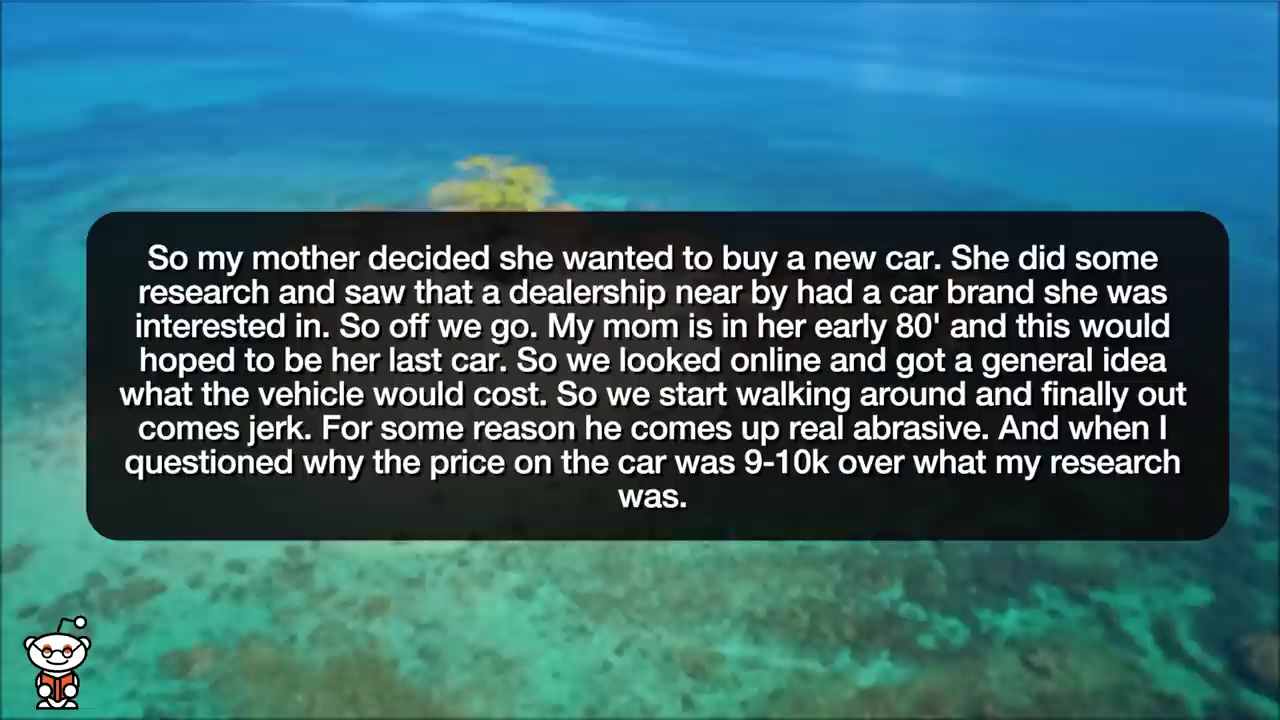 So my mother decided she wanted to buy a new car. She did some
research and saw that a dealership near by had a car brand she was
interested in. So off we go. My mom is in her early 80' and this would
hoped to be her last car. So we looked online and got a general idea
what the vehicle would cost. So we start walking around and finally out
comes jerk. For some reason he comes up real abrasive. And when I
questioned why the price on the car was 9-10k over what my research
was.